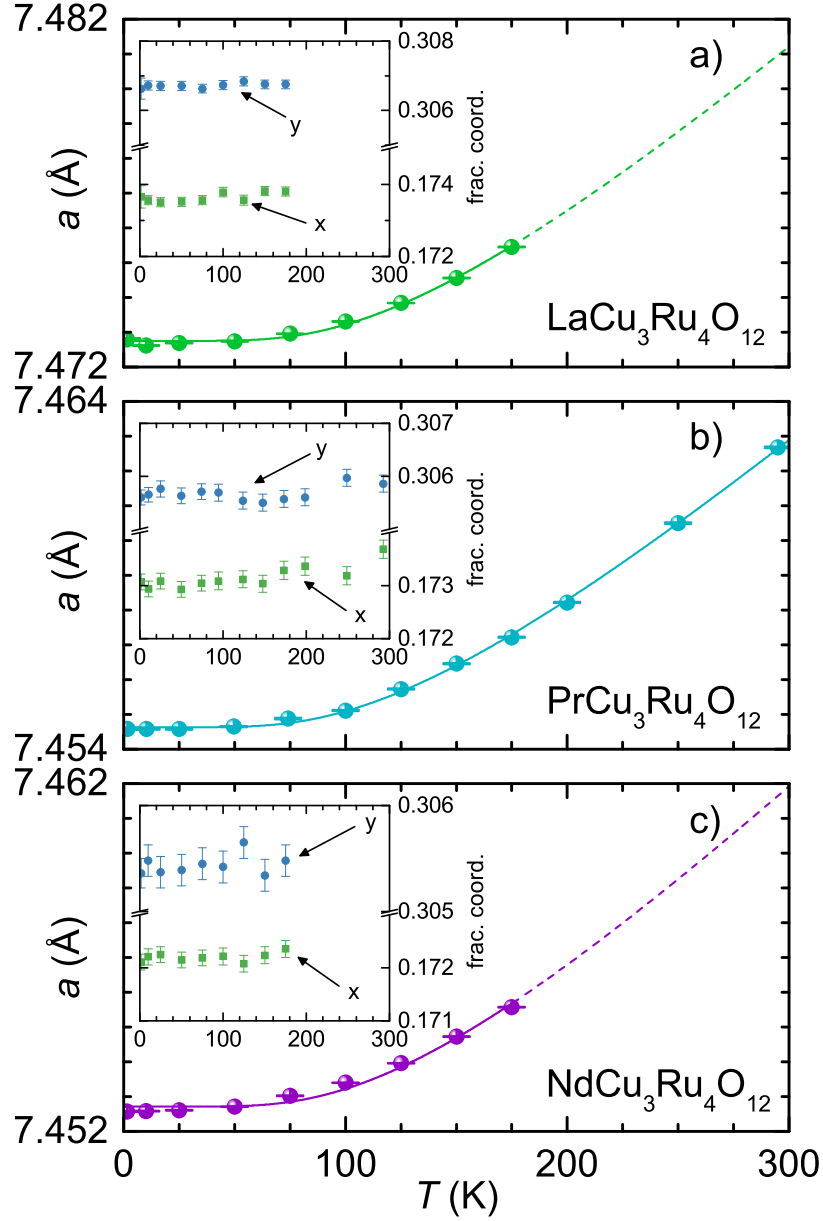 7.482
a)
0.308
0.306
y
frac. coord.
a (Å)
0.174
x
0.172
0 100 200 300
LaCu3Ru4O12
7.472
7.464
b)
0.307
y
0.306
frac. coord.
a (Å)
0.173
x
0.172
0 100 200 300
PrCu3Ru4O12
7.454
7.462
c)
0.306
y
0.305
frac. coord.
a (Å)
0.172
x
0.171
0 100 200 300
NdCu3Ru4O12
7.452
0 100 200 300
T (K)